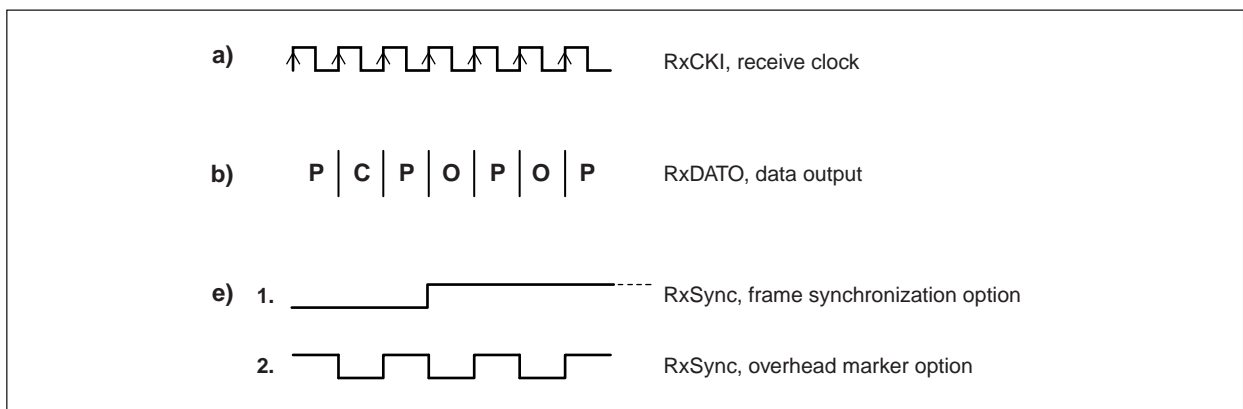 a) RxCKI, receive clock
b) P C P O P O P RxDATO, data output
e) 1. RxSync, frame synchronization option
2. RxSync, overhead marker option